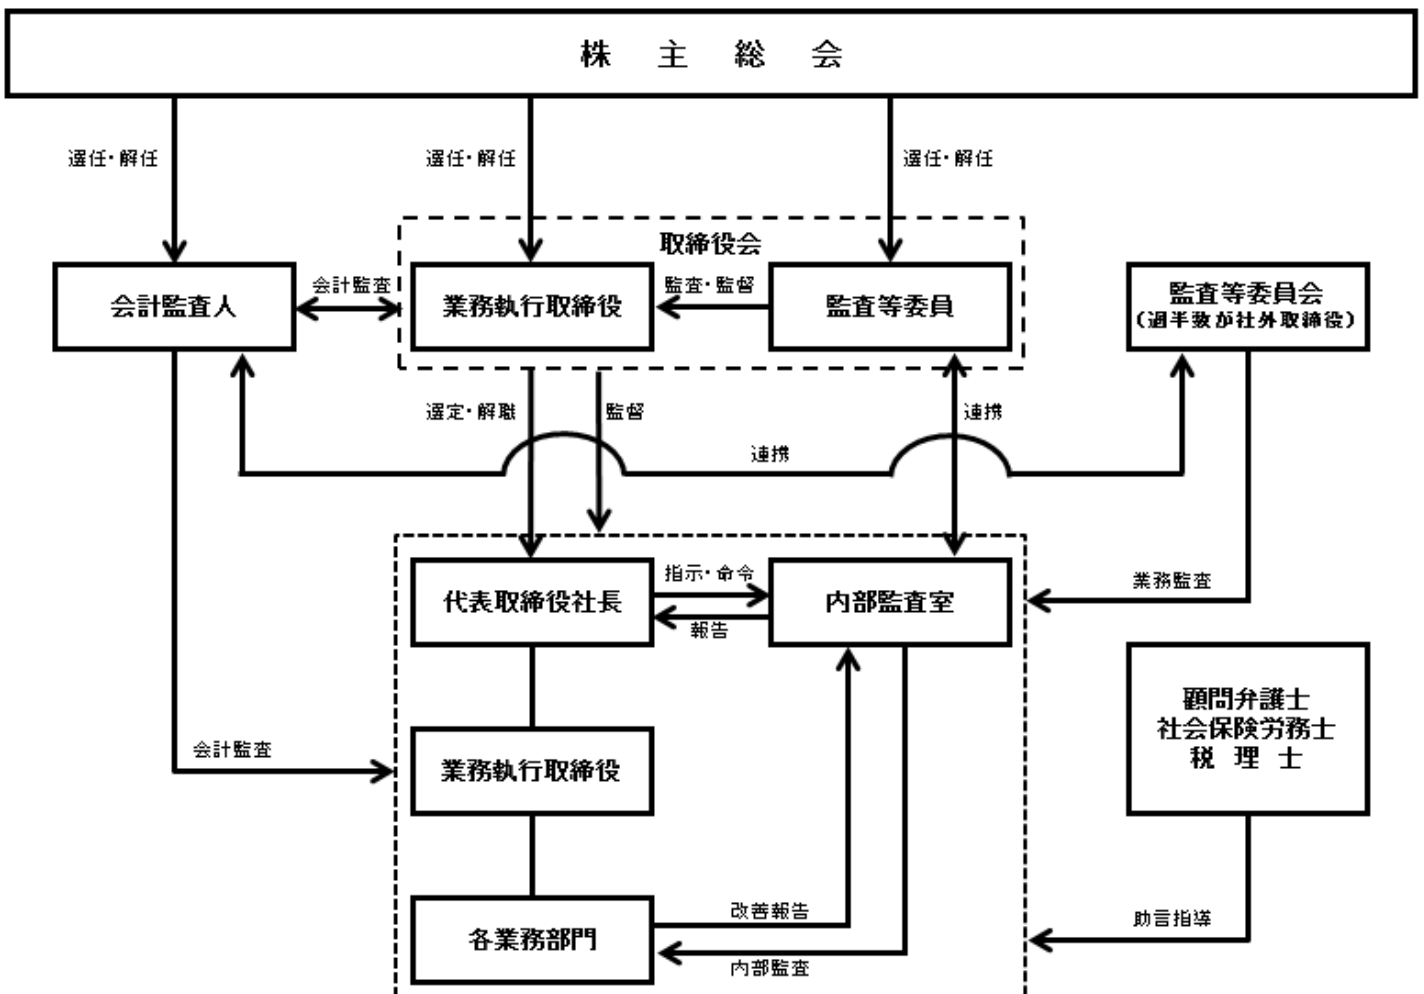 株 主 総 会
選任・解任
選任・解任
選任・解任
取締役会
会計監査人
会計監査
業務執行取締役
監査・監督
監査等委員
監査等委員会
(過半数が社外取締役)
選定・解職
監督
連携
連携
代表取締役社長
指示・命令
報告
内部監査室
業務監査
顧問弁護士
社会保険労務士
税 理 士
会計監査
業務執行取締役
各業務部門
改善報告
内部監査
助言指導